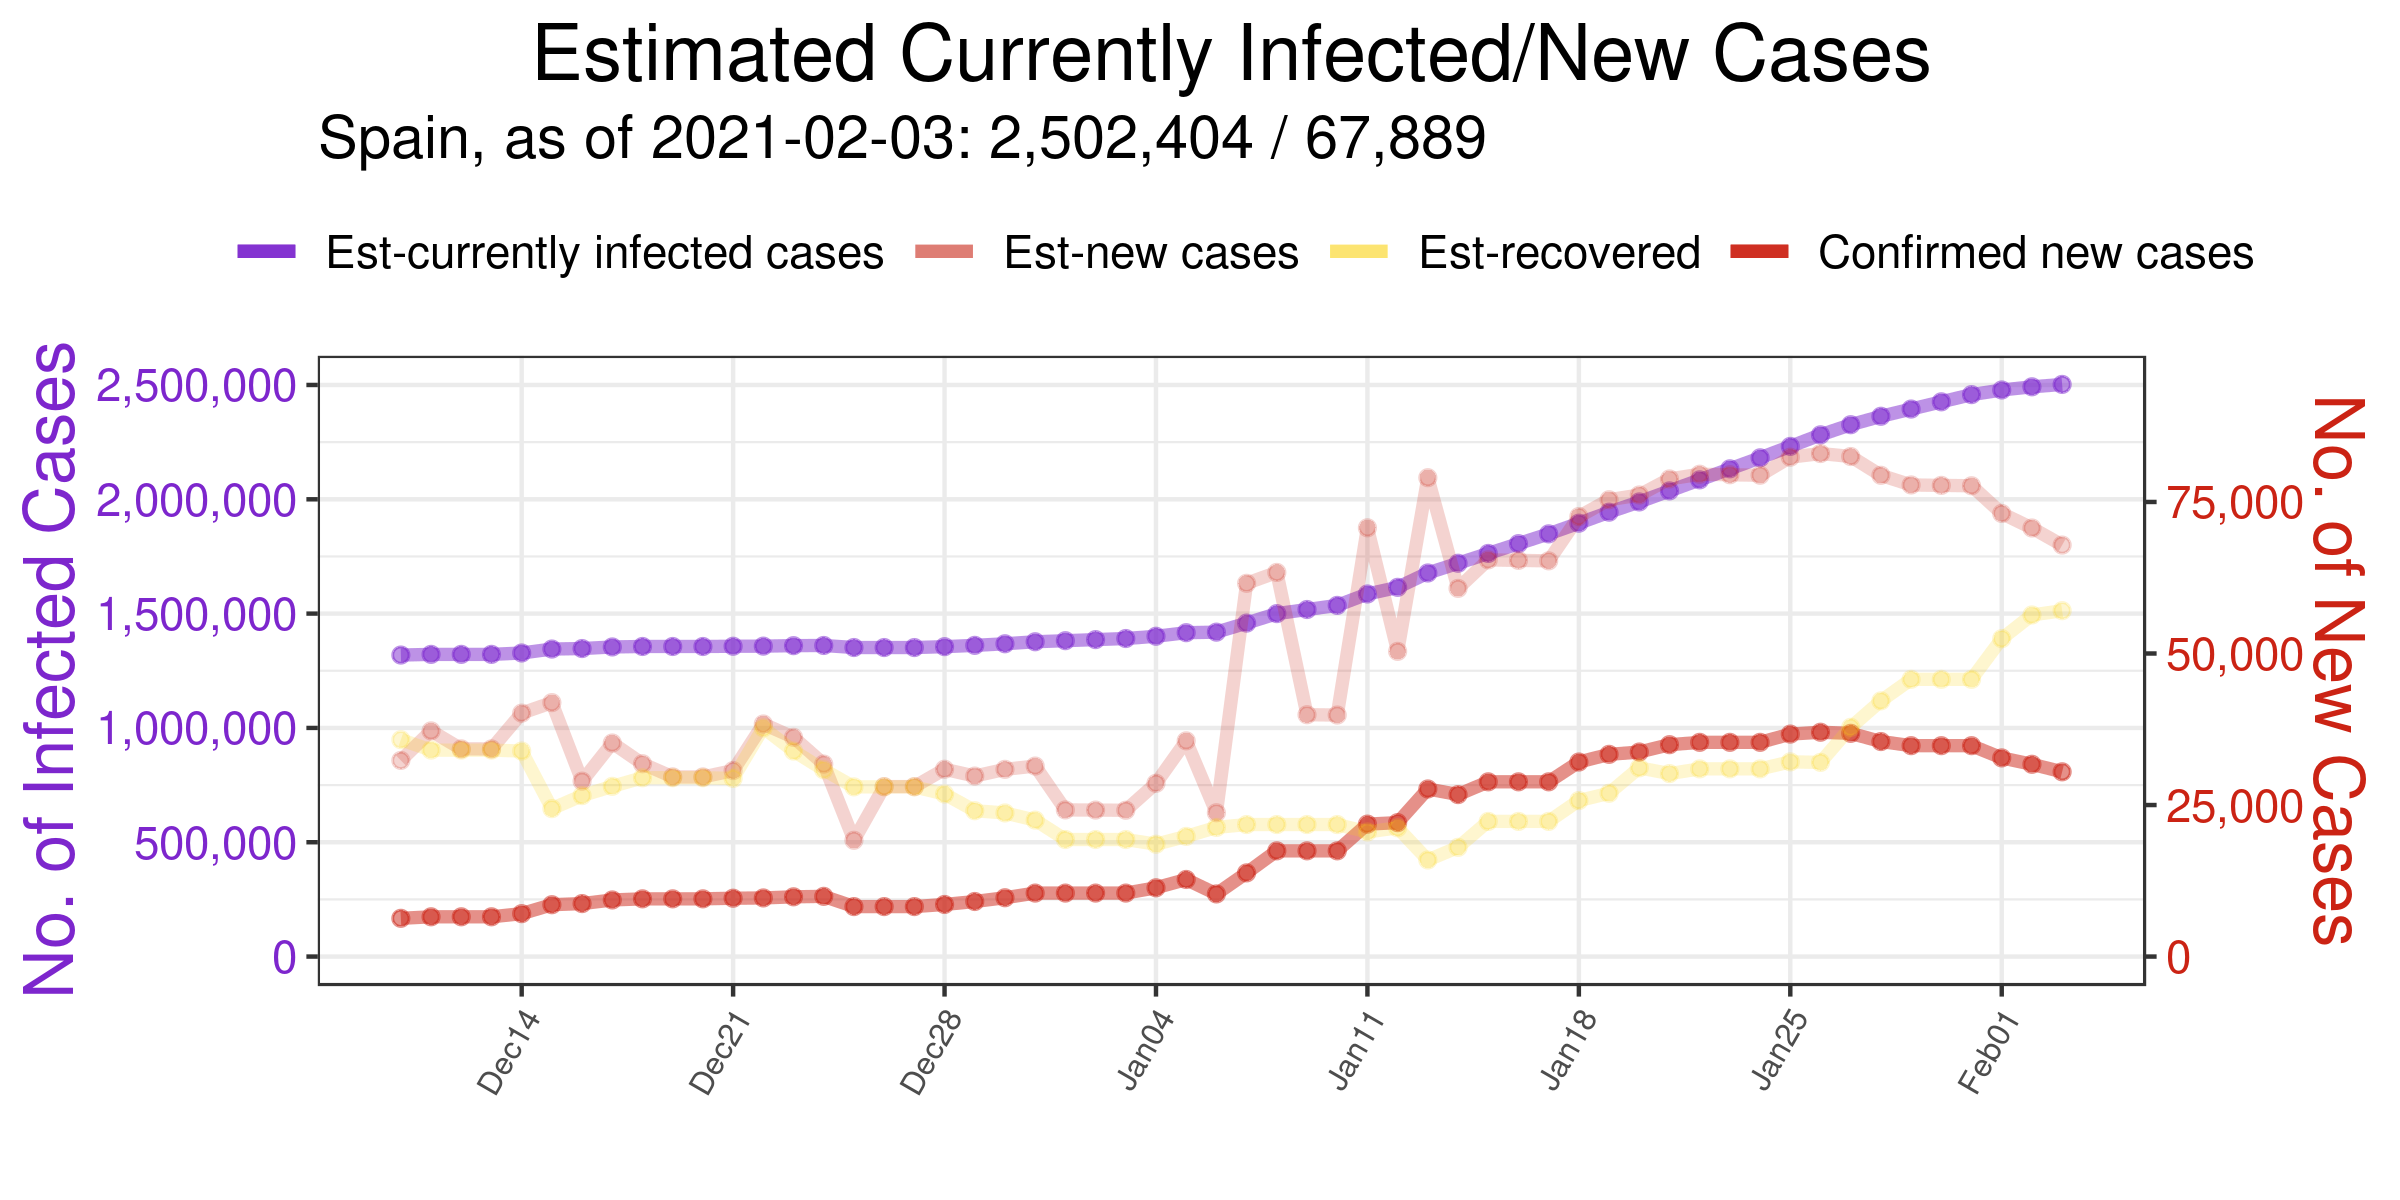 Estimated Currently Infected/New Cases
Spain, as of 2021-02-03: 2,502,404 / 67,889
Est-currently infected cases
Est-new cases
Est-recovered
Confirmed new cases
No. of Infected Cases
2,500,000
2,000,000
1,500,000
1,000,000
500,000
0
75,000
50,000
25,000
0
No. of New Cases
Dec14
Dec21
Dec28
Jan04
Jan11
Jan18
Jan25
Feb01